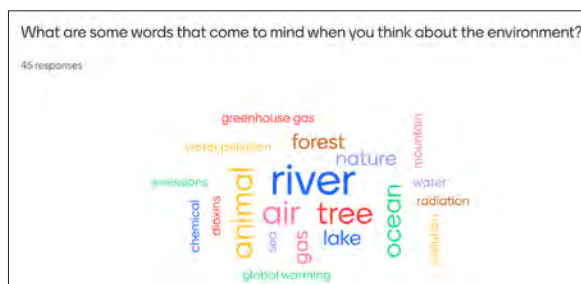 What are some words that come to mind when you think about the environment?
45 responses
greenhouse gas
mountain
water pollution
forest
nature
emissions
river
water
animal
radiation
dioxins
chemical
air
tree
ocean
pollution
sea
gas
lake
global warming